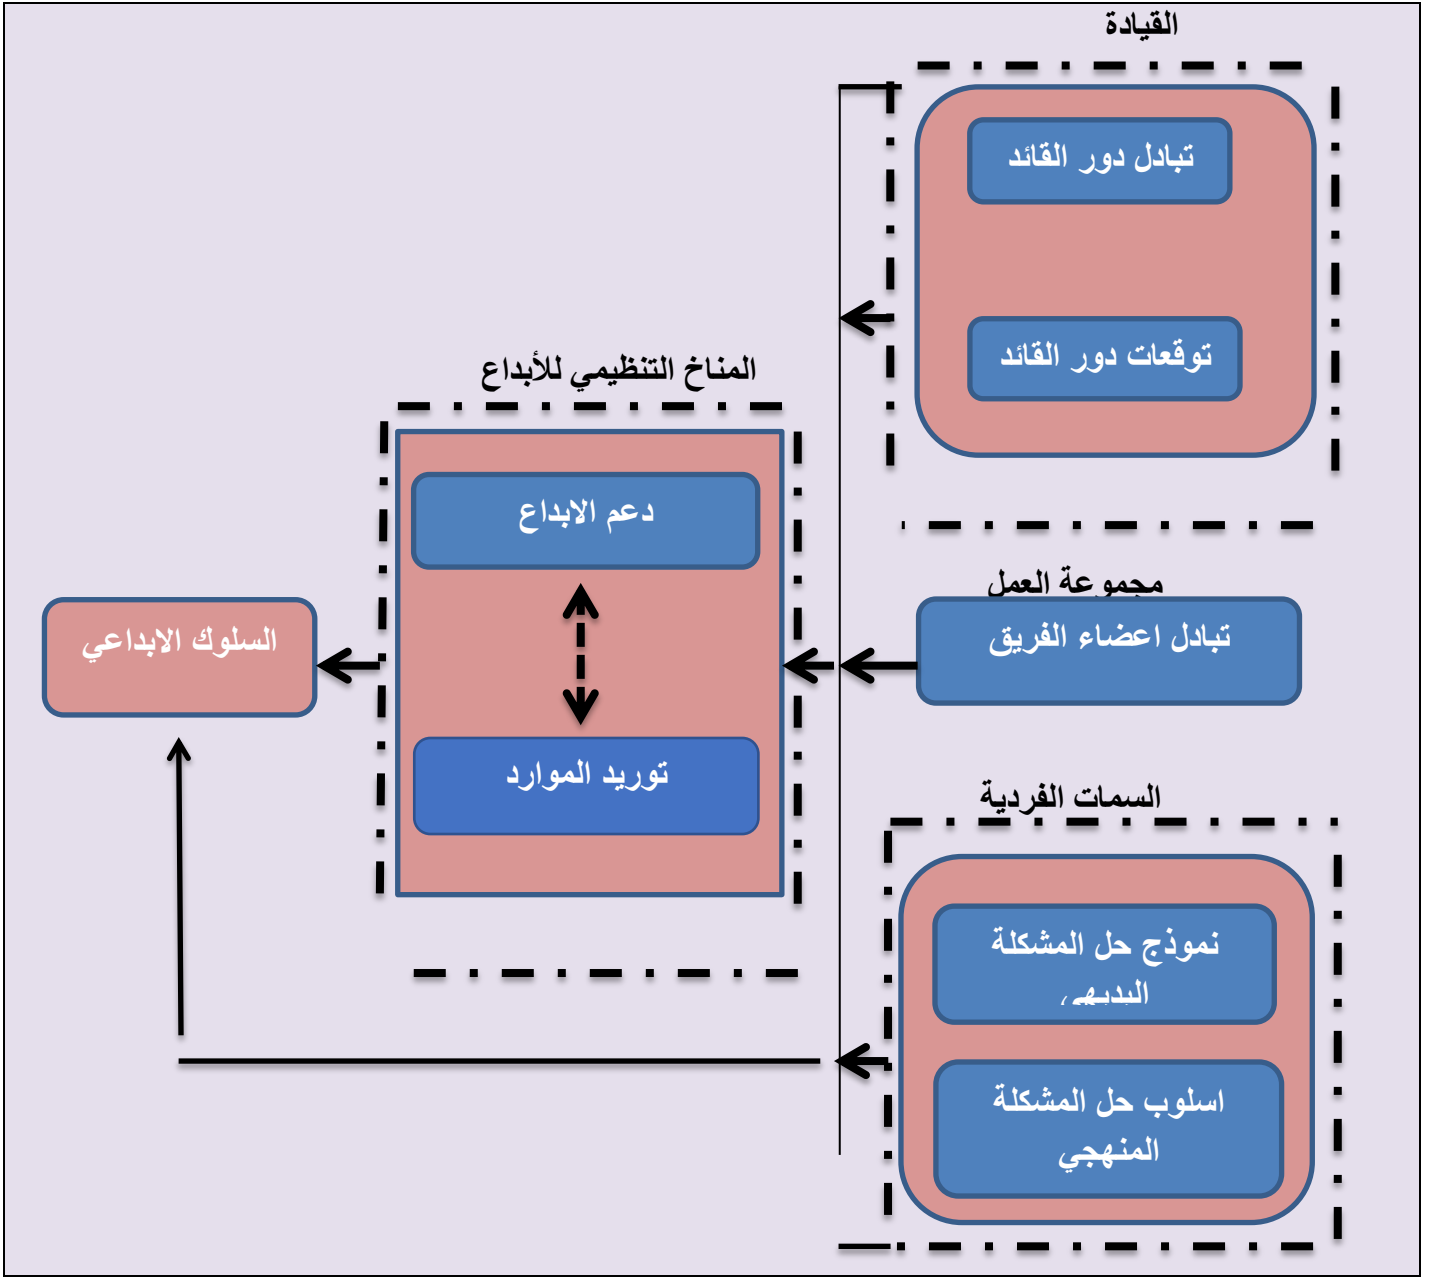 القيادة
تبادل دور القائد
توقعات دور القائد
المناخ التنظيمي للأبداع
دعم الابداع
توريد الموارد
السلوك الابداعي
مجموعة العمل
تبادل اعضاء الفريق
السمات الفردية
نموذج حل المشكلة
البديهي
اسلوب حل المشكلة
المنهجي